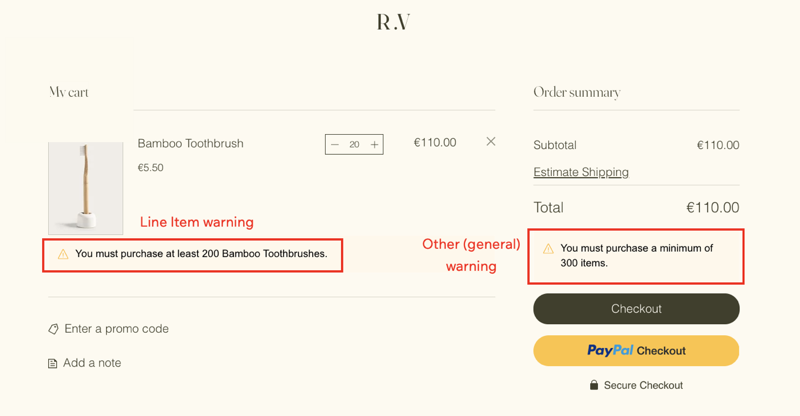 R.V
My cart
Order summary
Bamboo Toothbrush
20
€110.00
€5.50
Subtotal
€110.00
Estimate Shipping
Total
€110.00
Line Item warning
You must purchase at least 200 Bamboo Toothbrushes.
Other (general)
warning
You must purchase a minimum of
300 items.
Enter a promo code
Add a note
Checkout
PayPal Checkout
Secure Checkout